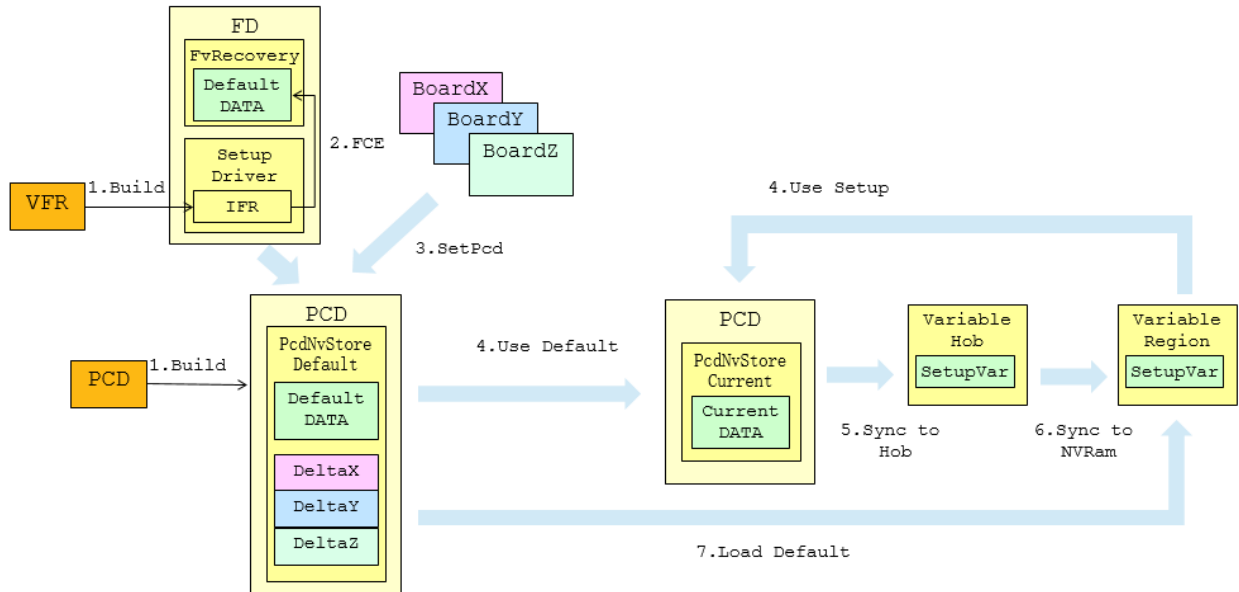 FD
FvRecovery
Default
DATA
2.FCE
BoardX
BoardY
BoardZ
Setup
Driver
IFR
1.Build
VFR
3.SetPcd
4.Use Setup
PCD
PcdNvStore
Default
Default
DATA
DeltaX
DeltaY
DeltaZ
1.Build
PCD
4.Use Default
PCD
PcdNvStore
Current
Current
DATA
Variable
Hob
SetupVar
Variable
Region
SetupVar
5.Sync to
Hob
6.Sync to
NVRam
7.Load Default